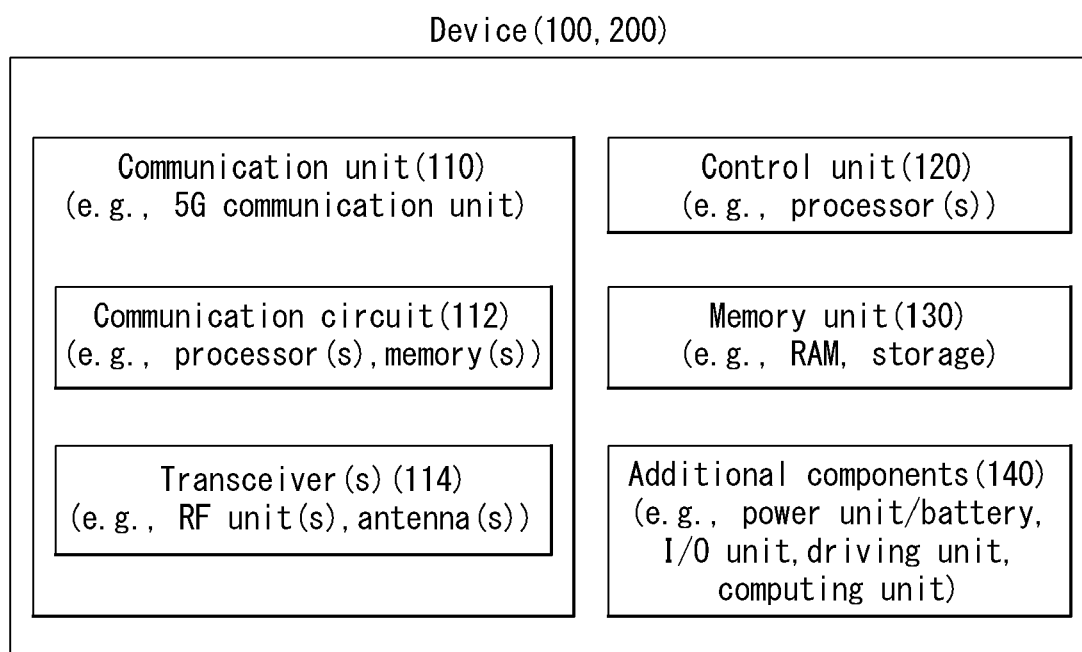 Device(100,200)
Communication unit(110)
(e.g., 5G communication unit)
Communication circuit(112)
(e.g., processor(s),memory(s))
Transceiver(s)(114)
(e.g., RF unit(s),antenna(s))
Control unit(120)
(e.g., processor(s))
Memory unit(130)
(e.g., RAM, storage)
Additional components(140)
(e.g., power unit/battery,
I/O unit,driving unit,
computing unit)